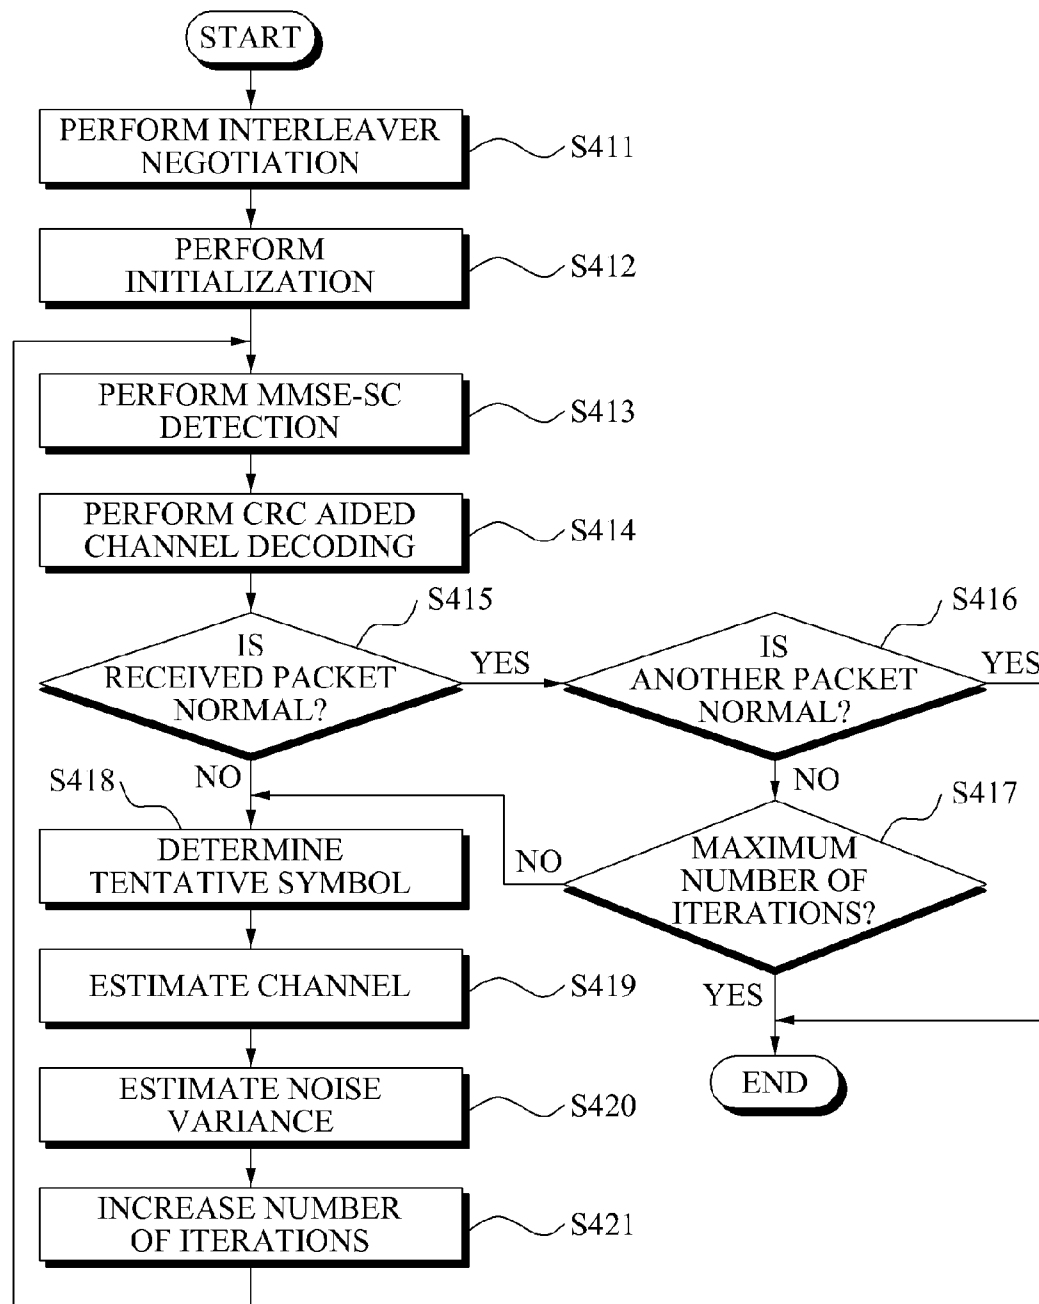 START
PERFORM INTERLEAVER
NEGOTIATION
S411
PERFORM
INITIALIZATION
S412
PERFORM MMSE-SC
DETECTION
S413
PERFORM CRC AIDED
CHANNEL DECODING
S414
S415
IS
RECEIVED PACKET
NORMAL?
YES
S416
IS
ANOTHER PACKET
NORMAL?
YES
NO
NO
S417
MAXIMUM
NUMBER OF
ITERATIONS?
NO
YES
END
S418
DETERMINE
TENTATIVE SYMBOL
ESTIMATE CHANNEL
S419
ESTIMATE NOISE
VARIANCE
S420
INCREASE NUMBER
OF ITERATIONS
S421